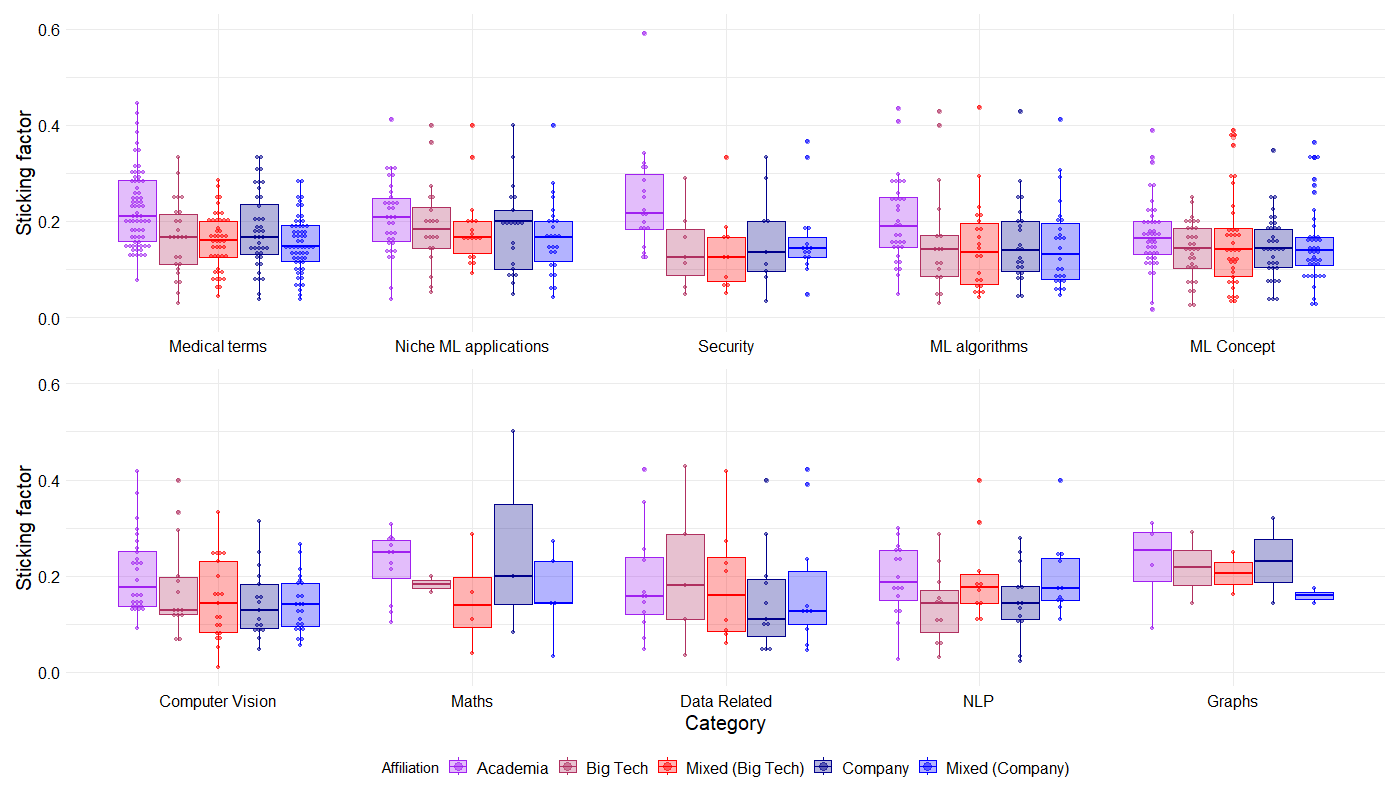 0.6
0.4
0.2
0.0
Sticking factor
Medical terms Niche ML applications Security ML algorithms ML Concept
0.6
0.4
0.2
0.0
Sticking factor
Computer Vision Maths Data Related NLP Graphs
Category
Affiliation Academia Big Tech Mixed (Big Tech) Company Mixed (Company)